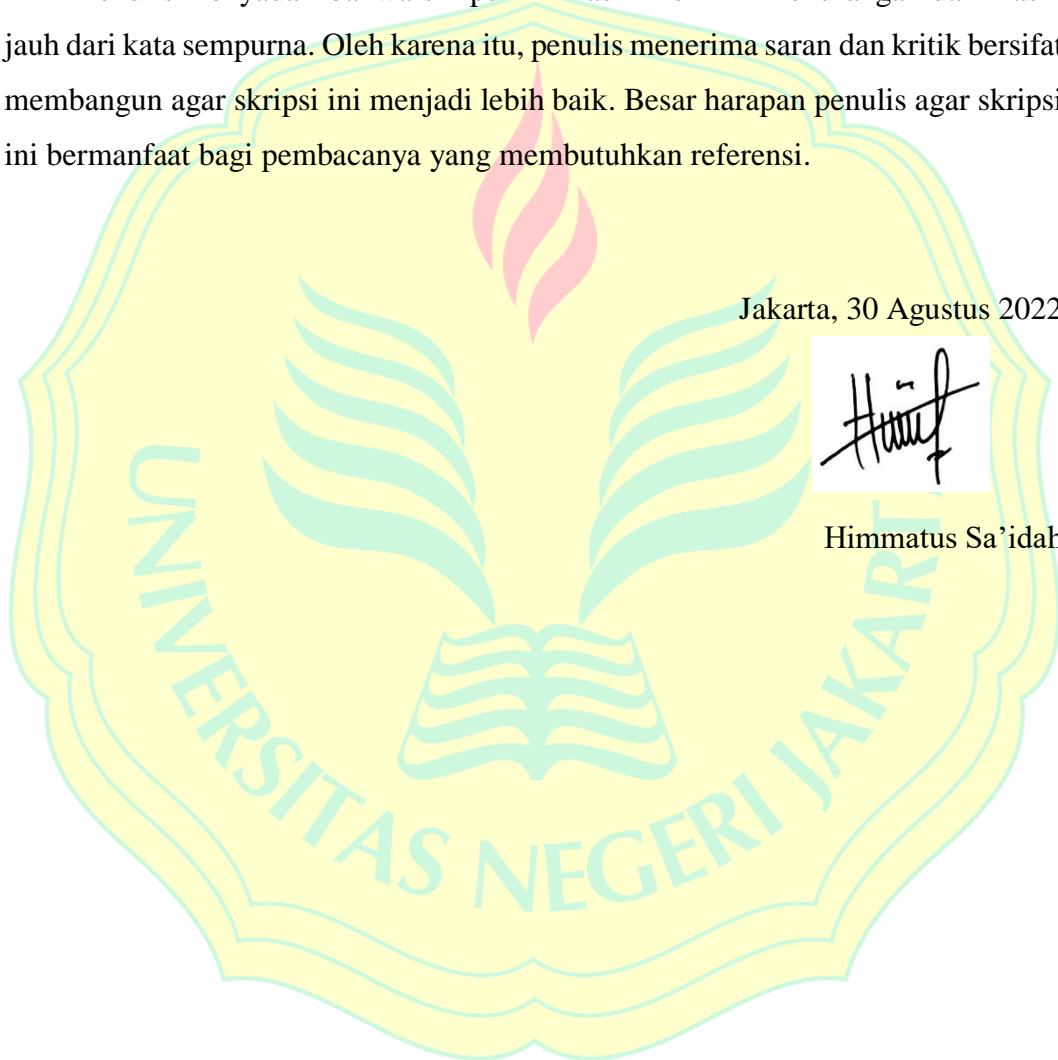 jauh dari kata sempurna. Oleh karena itu, penulis menerima saran dan kritik bersifat
membangun agar skripsi ini menjadi lebih baik. Besar harapan penulis agar skripsi
ini bermanfaat bagi pembacanya yang membutuhkan referensi.
Jakarta, 30 Agustus 2022
Himmatus Sa’idah
UNIVERSITAS NEGERI JAKARTA